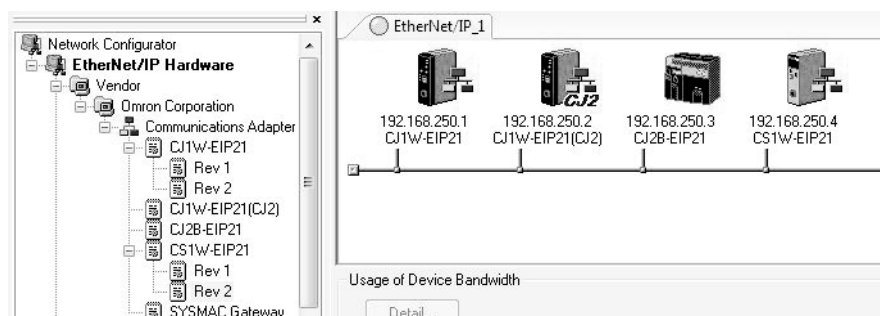 Network Configurator
EtherNet/IP Hardware
Vendor
Omron Corporation
Communications Adapter
CJ1W-EIP21
Rev 1
Rev 2
CJ1W-EIP21(CJ2)
CJ2B-EIP21
CS1W-EIP21
Rev 1
Rev 2
SYSMAC Gateway
EtherNet/IP_1
CJ2
192.168.250.1 192.168.250.2 192.168.250.3 192.168.250.4
CJ1W-EIP21 CJ1W-EIP21(CJ2) CJ2B-EIP21 CS1W-EIP21
Usage of Device Bandwidth
Detail...